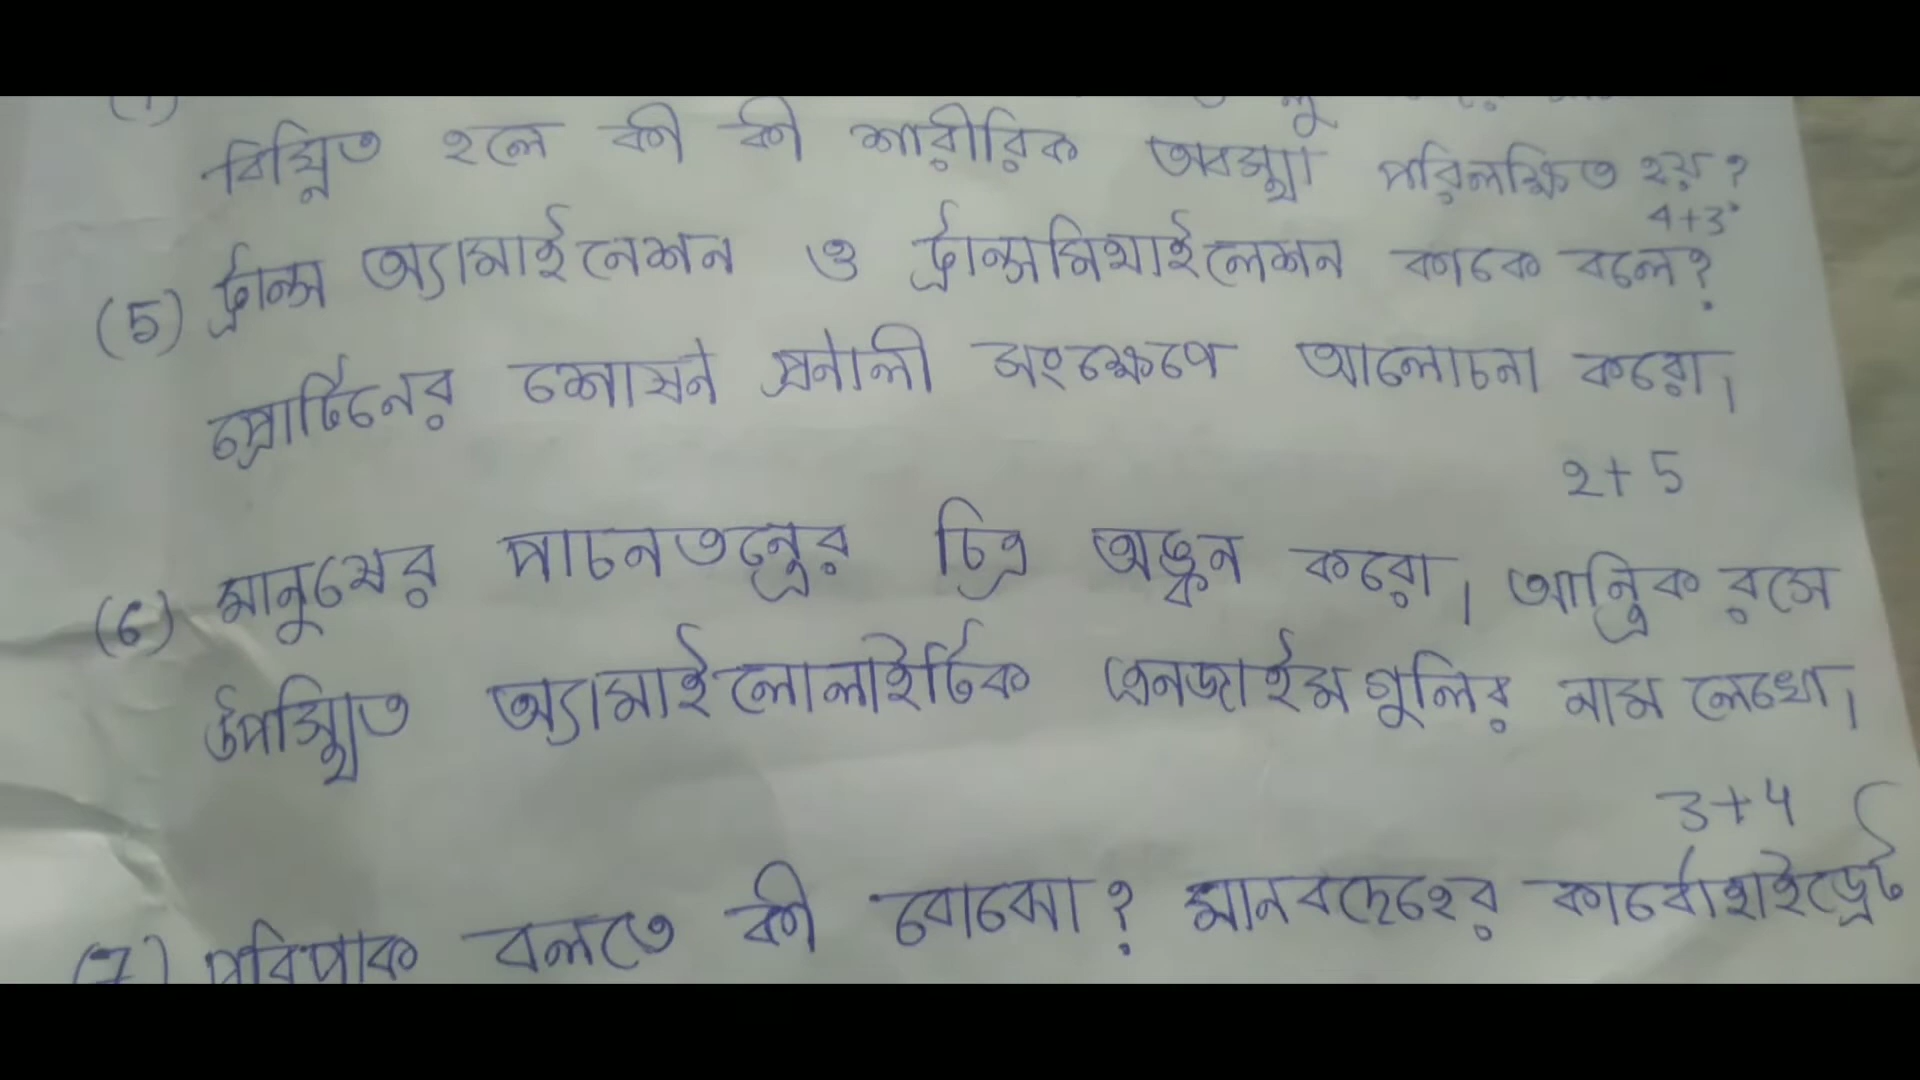 বিঘ্নিত হলে কী কী শারীরিক অবস্থা পরিলক্ষিত হয়?
4+3
(5) ট্রান্স অ্যামাইনেশন ও ট্রান্সমিথাইলেশন কাকে বলে?
প্রোটিনের শোষন প্রনালী সংক্ষেপে আলোচনা করো।
2+5
(6) মানুষের পাচনতন্ত্রের চিত্র অঙ্কন করো। আন্ত্রিক রসে
উপস্থিত অ্যামাইলোলাইটিক এনজাইমগুলির নাম লেখো।
3+4
(7) পরিপাক বলতে কী বোঝো? মানবদেহের কার্বোহাইড্রেট